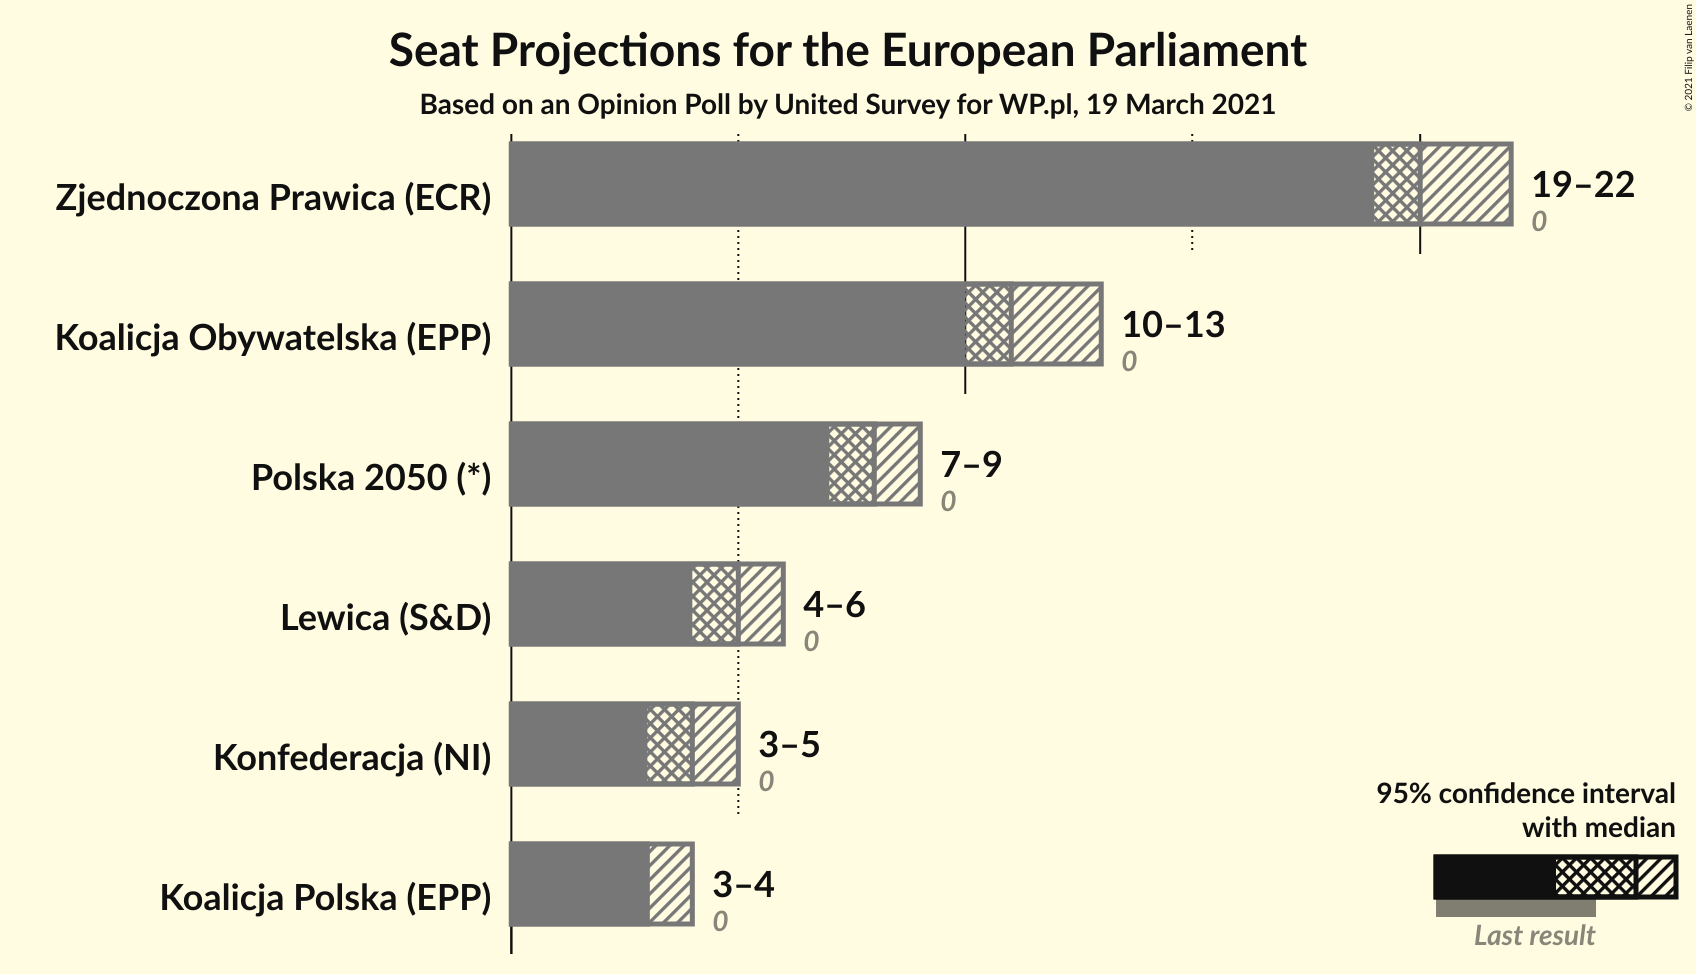 Seat Projections for the European Parliament
Based on an Opinion Poll by United Survey for WP.pl, 19 March 2021
© 2021 Filip van Laenen
Zjednoczona Prawica (ECR)
19–22
0
Koalicja Obywatelska (EPP)
10–13
0
Polska 2050 (*)
7–9
0
Lewica (S&D)
4–6
0
Konfederacja (NI)
3–5
0
Koalicja Polska (EPP)
3–4
0
95% confidence interval
with median
Last result